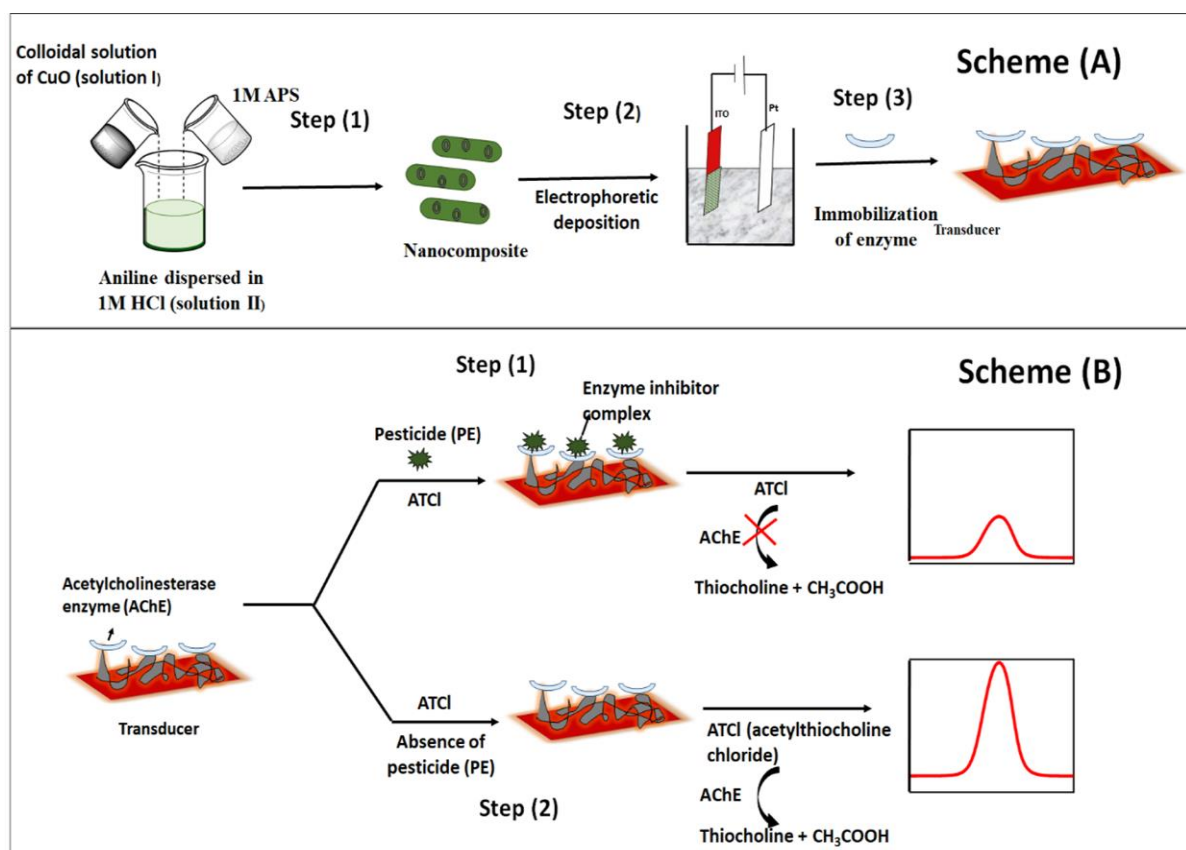 Scheme (A)
Colloidal solution
of CuO (solution I)
1M APS
Step (1)
Aniline dispersed in
1M HCl (solution II)
Nanocomposite
Step (2)
Electrophoretic
deposition
ITO
Pt
Step (3)
Immobilization
of enzyme
Transducer
Scheme (B)
Step (1)
Acetylcholinesterase
enzyme (AChE)
Transducer
Pesticide (PE)
ATCl
Enzyme inhibitor
complex
ATCl
AChE
Thiocholine + CH₃COOH
ATCl
Absence of
pesticide (PE)
Step (2)
ATCl (acetylthiocholine
chloride)
AChE
Thiocholine + CH₃COOH